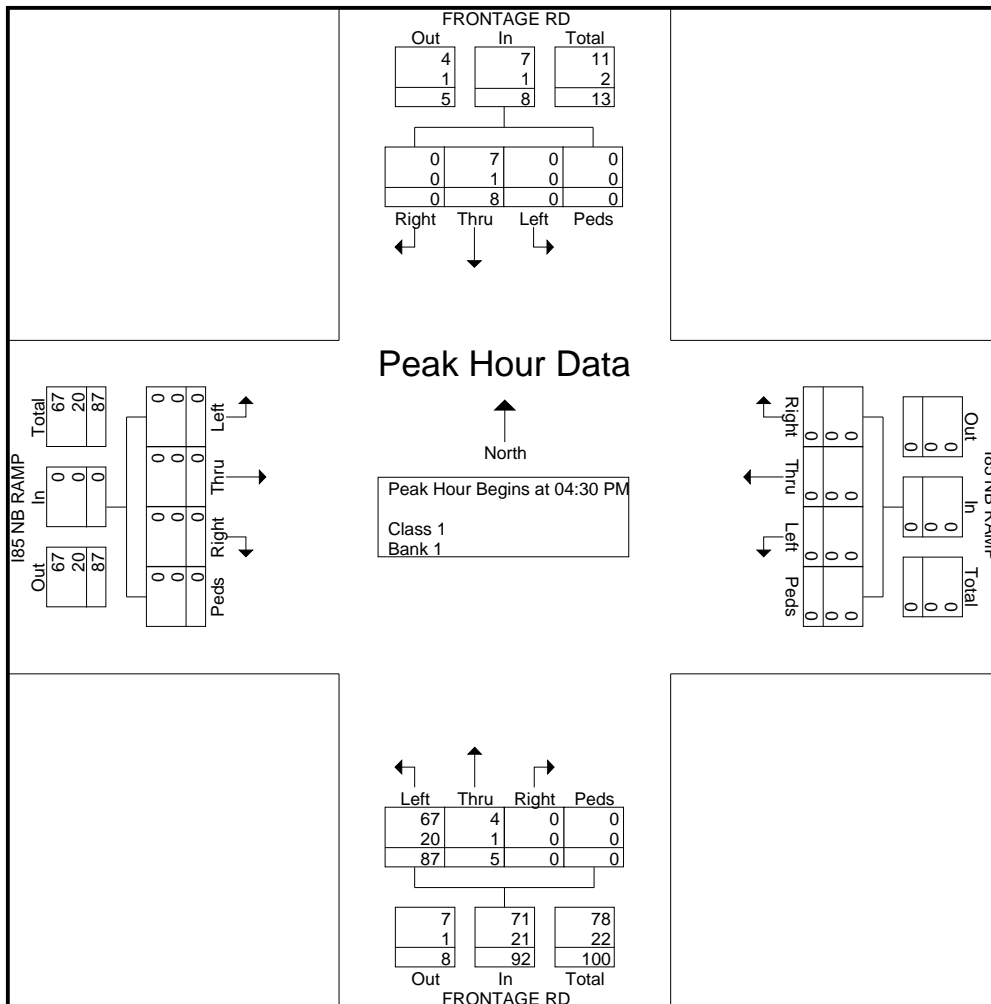 FRONTAGE RD
Out In Total
4 7 11
1 1 2
5 8 13
0 7 0 0
0 1 0 0
0 8 0 0
Right Thru Left Peds
Peak Hour Data
North
Peak Hour Begins at 04:30 PM
Class 1
Bank 1
I85 NB RAMP
Out In Total
67 0 67
20 0 20
87 0 87
Peds Right Thru Left
0 0 0 0
0 0 0 0
0 0 0 0
I85 NB RAMP
Out In Total
0 0 0
0 0 0
0 0 0
Right Thru Left Peds
0 0 0 0
0 0 0 0
0 0 0 0
Left Thru Right Peds
67 4 0 0
20 1 0 0
87 5 0 0
7 71 78
1 21 22
8 92 100
Out In Total
FRONTAGE RD